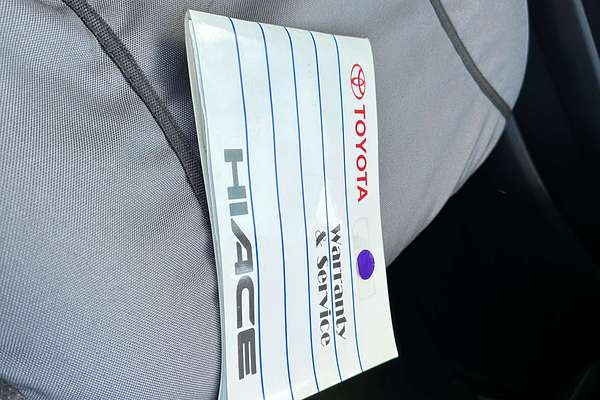 TOYOTA
Warranty
& Service
HIACE